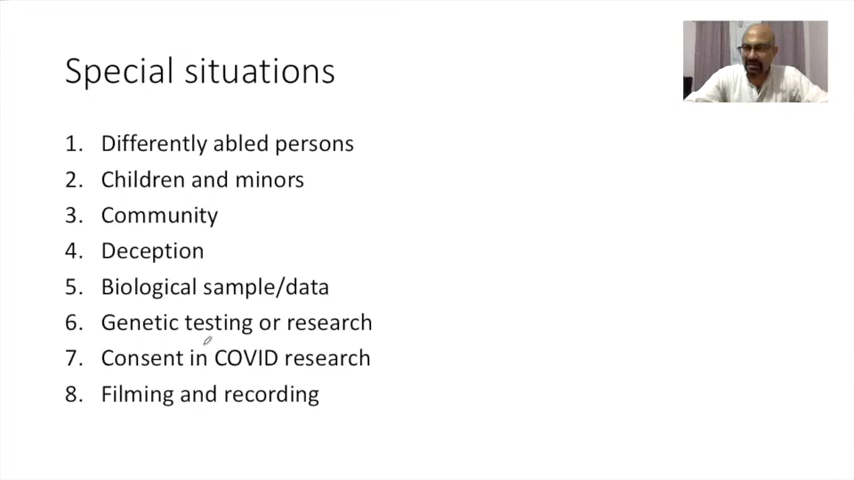 Special situations
1. Differently abled persons
2. Children and minors
3. Community
4. Deception
5. Biological sample/data
6. Genetic testing or research
7. Consent in COVID research
8. Filming and recording